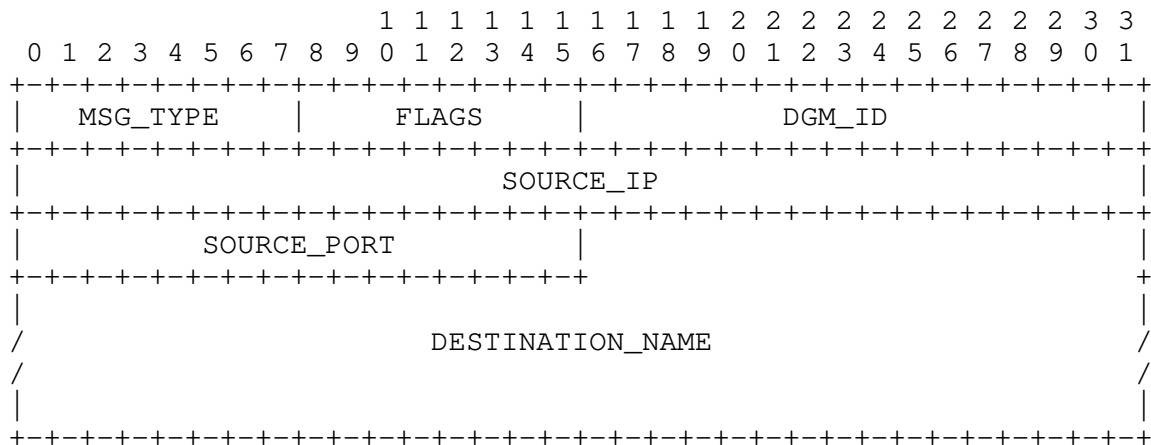 1 1 1 1 1 1 1 1 1 1 2 2 2 2 2 2 2 2 2 2 3 3
0 1 2 3 4 5 6 7 8 9 0 1 2 3 4 5 6 7 8 9 0 1 2 3 4 5 6 7 8 9 0 1
+-+-+-+-+-+-+-+-+-+-+-+-+-+-+-+-+-+-+-+-+-+-+-+-+-+-+-+-+-+-+-+-+
|   MSG_TYPE    |     FLAGS     |           DGM_ID              |
+-+-+-+-+-+-+-+-+-+-+-+-+-+-+-+-+-+-+-+-+-+-+-+-+-+-+-+-+-+-+-+-+
|                          SOURCE_IP                            |
+-+-+-+-+-+-+-+-+-+-+-+-+-+-+-+-+-+-+-+-+-+-+-+-+-+-+-+-+-+-+-+-+
|          SOURCE_PORT          |                               |
+-+-+-+-+-+-+-+-+-+-+-+-+-+-+-+-+                               +
|                                                               |
/                       DESTINATION_NAME                        /
/                                                               /
|                                                               |
+-+-+-+-+-+-+-+-+-+-+-+-+-+-+-+-+-+-+-+-+-+-+-+-+-+-+-+-+-+-+-+-+